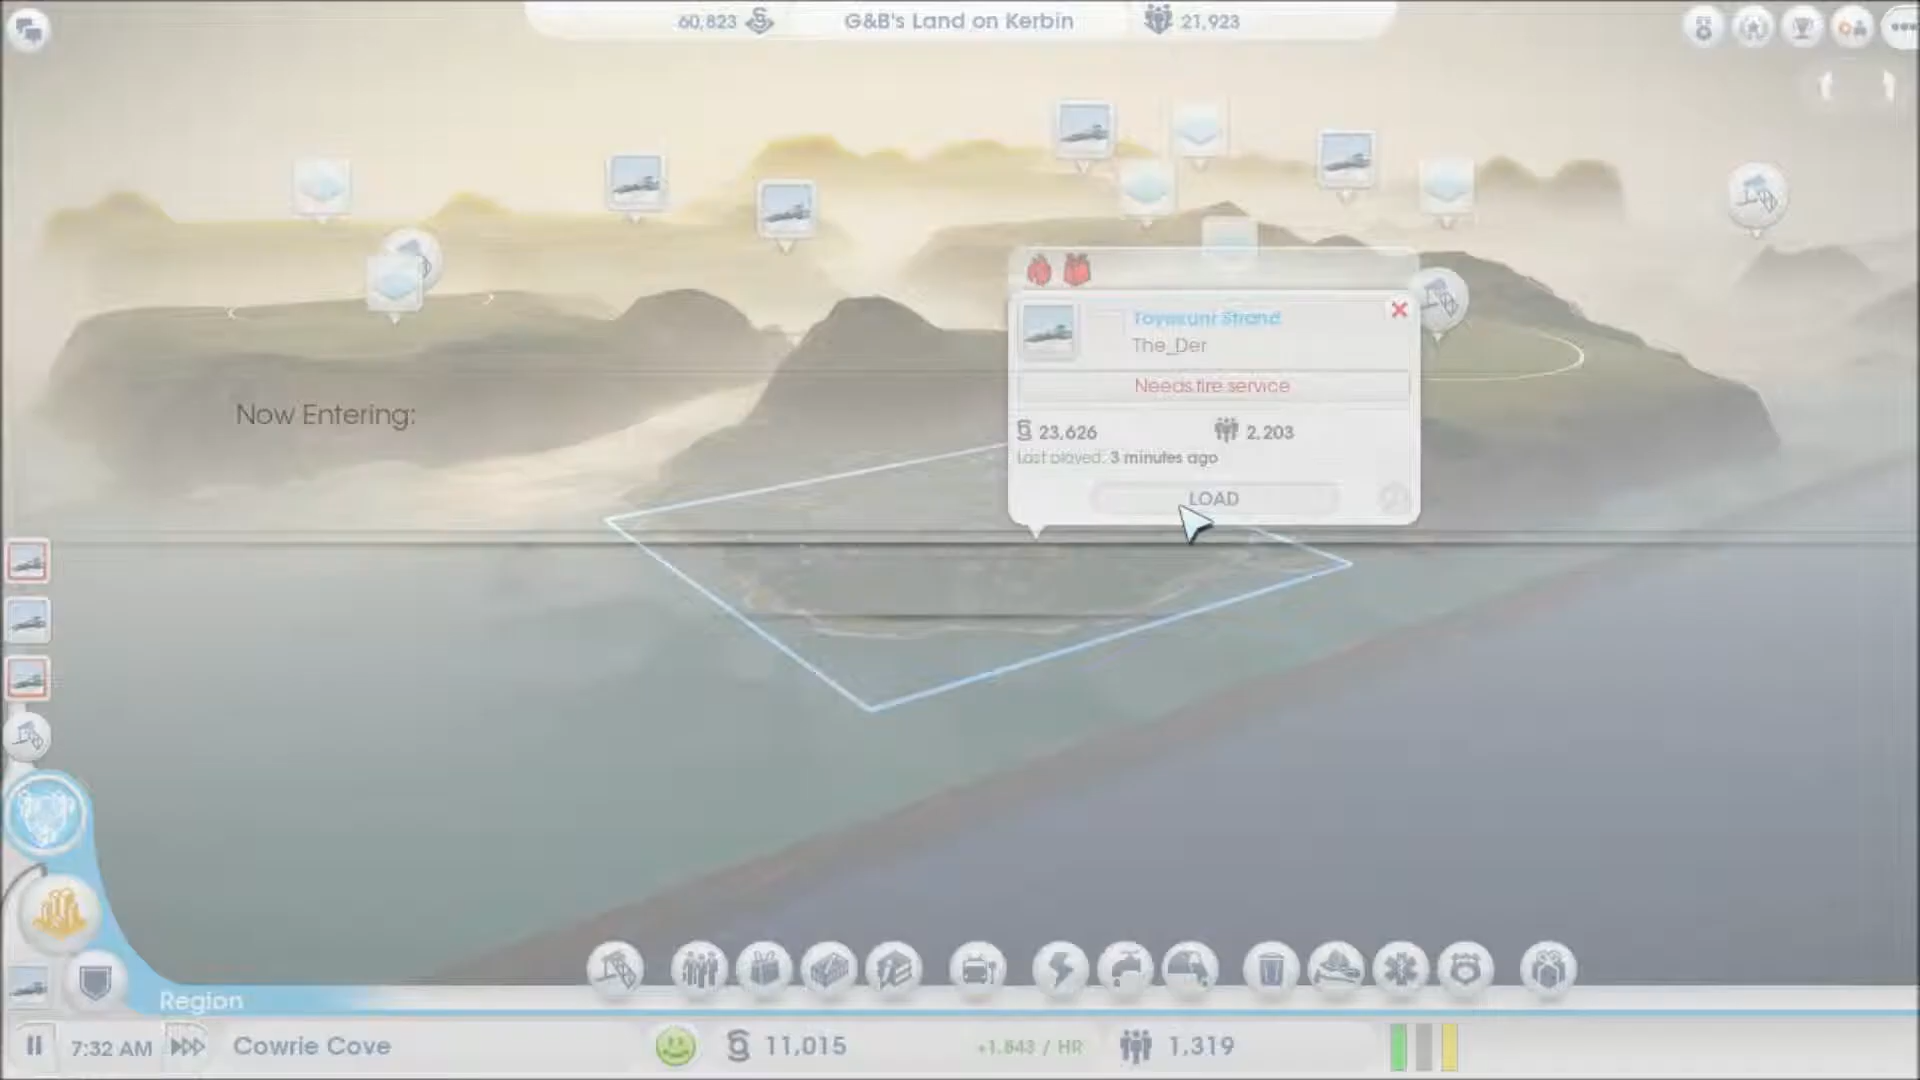 60,823
G&B's Land on Kerbin
21,923
The_Der
Needs fire service
23,626
2,203
Last played: 3 minutes ago
LOAD
Now Entering:
Region
7:32 AM
Cowrie Cove
11,015
+1,843 / HR
1,319